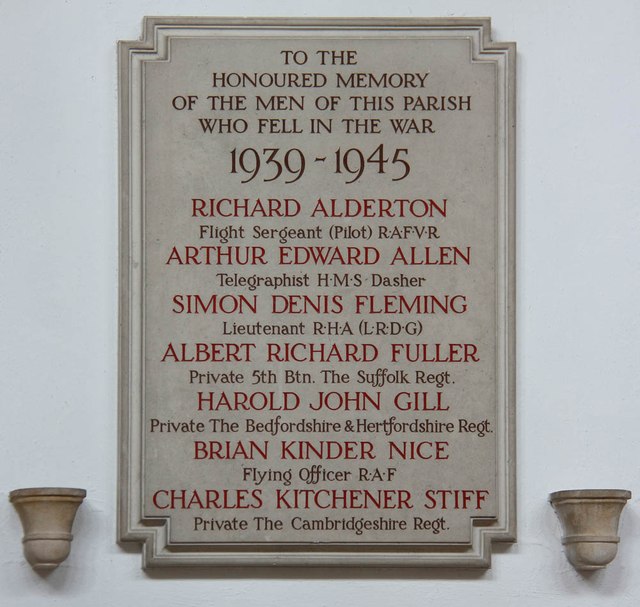 TO THE
HONOURED MEMORY
OF THE MEN OF THIS PARISH
WHO FELL IN THE WAR
1939-1945
RICHARD ALDERTON
Flight Sergeant (Pilot) R·A·F·V·R
ARTHUR EDWARD ALLEN
Telegraphist H·M·S Dasher
SIMON DENIS FLEMING
Lieutenant R·H·A (L·R·D·G)
ALBERT RICHARD FULLER
Private 5th Btn. The Suffolk Regt.
HAROLD JOHN GILL
Private The Bedfordshire & Hertfordshire Regt.
BRIAN KINDER NICE
Flying Officer R·A·F
CHARLES KITCHENER STIFF
Private The Cambridgeshire Regt.